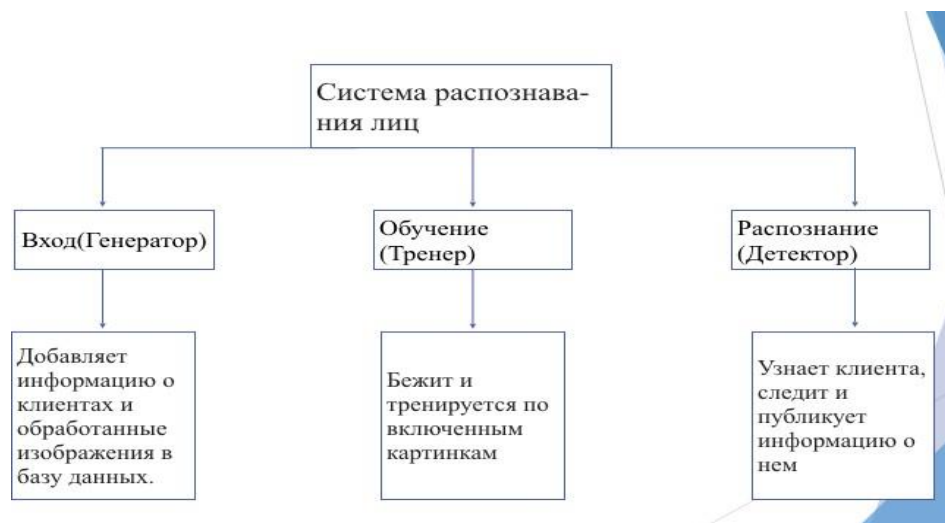 Система распознава-
ния лиц
Вход(Генератор)
Обучение
(Тренер)
Распознание
(Детектор)
Добавляет
информацию о
клиентах и
обработанные
изображения в
базу данных.
Бежит и
тренируется по
включенным
картинкам
Узнает клиента,
следит и
публикует
информацию о
нем